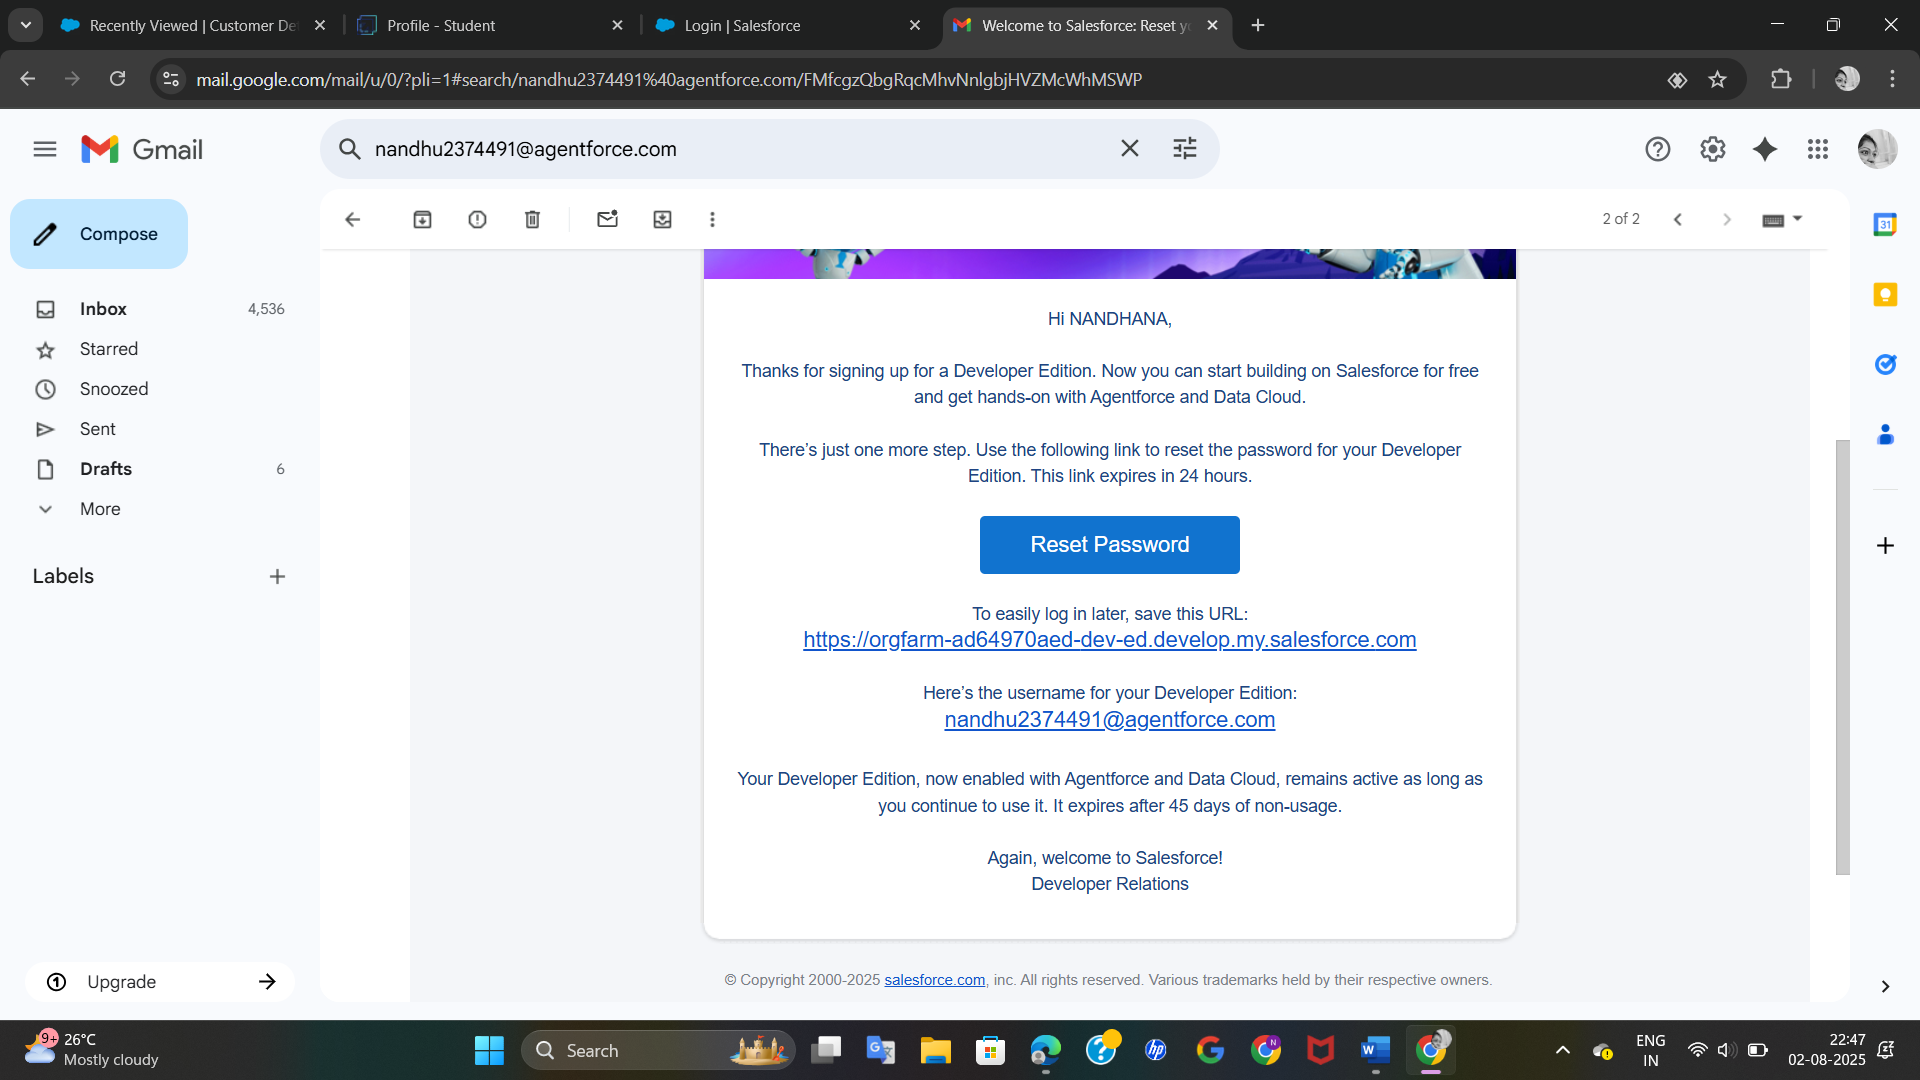 Recently Viewed | Customer De
Profile - Student
Login | Salesforce
Welcome to Salesforce: Reset y
mail.google.com/mail/u/0/?pli=1#search/nandhu2374491%40agentforce.com/FMfcgzQbgRqcMhvNnlgbjHVZMcWhMSWP
Gmail
nandhu2374491@agentforce.com
Compose
2 of 2
Inbox 4,536
Starred
Snoozed
Sent
Drafts 6
More
Labels
Upgrade
31
Hi NANDHANA,
Thanks for signing up for a Developer Edition. Now you can start building on Salesforce for free
and get hands-on with Agentforce and Data Cloud.
There’s just one more step. Use the following link to reset the password for your Developer
Edition. This link expires in 24 hours.
Reset Password
To easily log in later, save this URL:
https://orgfarm-ad64970aed-dev-ed.develop.my.salesforce.com
Here’s the username for your Developer Edition:
nandhu2374491@agentforce.com
Your Developer Edition, now enabled with Agentforce and Data Cloud, remains active as long as
you continue to use it. It expires after 45 days of non-usage.
Again, welcome to Salesforce!
Developer Relations
© Copyright 2000-2025 salesforce.com, inc. All rights reserved. Various trademarks held by their respective owners.
9+
26°C
Mostly cloudy
Search
ENG
IN
22:47
02-08-2025